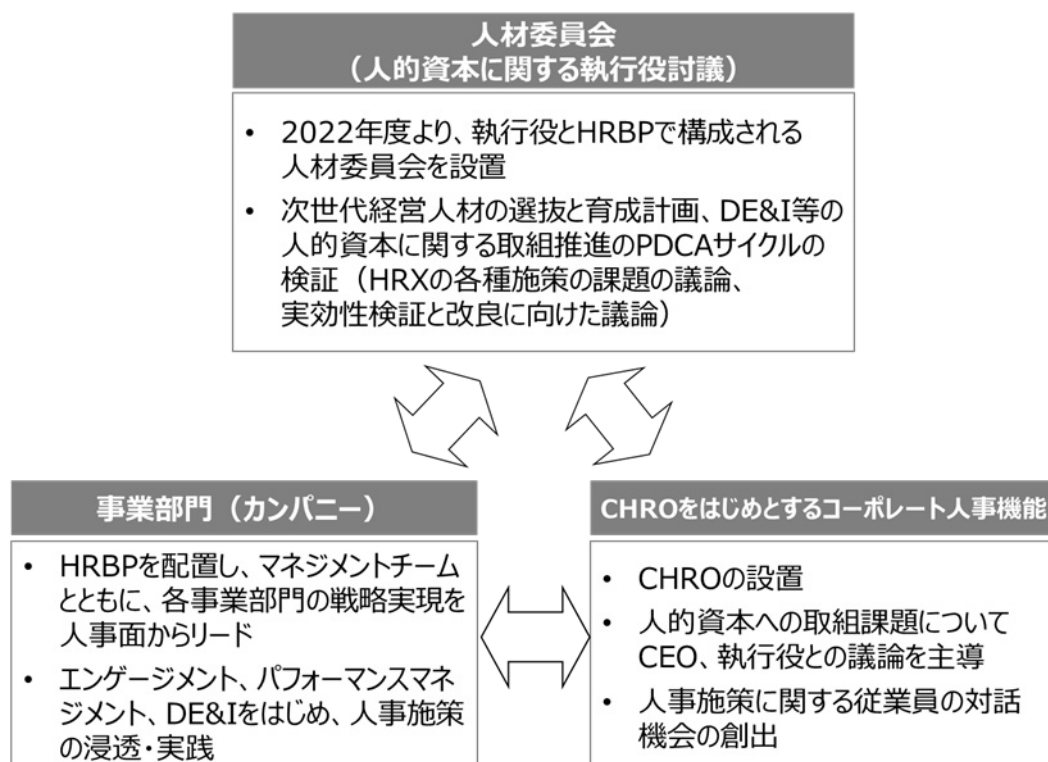 人材委員会
（人的資本に関する執行役討議）
• 2022年度より、執行役とHRBPで構成される
人材委員会を設置
• 次世代経営人材の選抜と育成計画、DE&I等の
人的資本に関する取組推進のPDCAサイクルの
検証（HRXの各種施策の課題の議論、
実効性検証と改良に向けた議論）
事業部門（カンパニー）
• HRBPを配置し、マネジメントチーム
とともに、各事業部門の戦略実現を
人事面からリード
• エンゲージメント、パフォーマンスマネ
ジメント、DE&Iをはじめ、人事施策
の浸透・実践
CHROをはじめとするコーポレート人事機能
• CHROの設置
• 人的資本への取組課題について
CEO、執行役との議論を主導
• 人事施策に関する従業員の対話
機会の創出